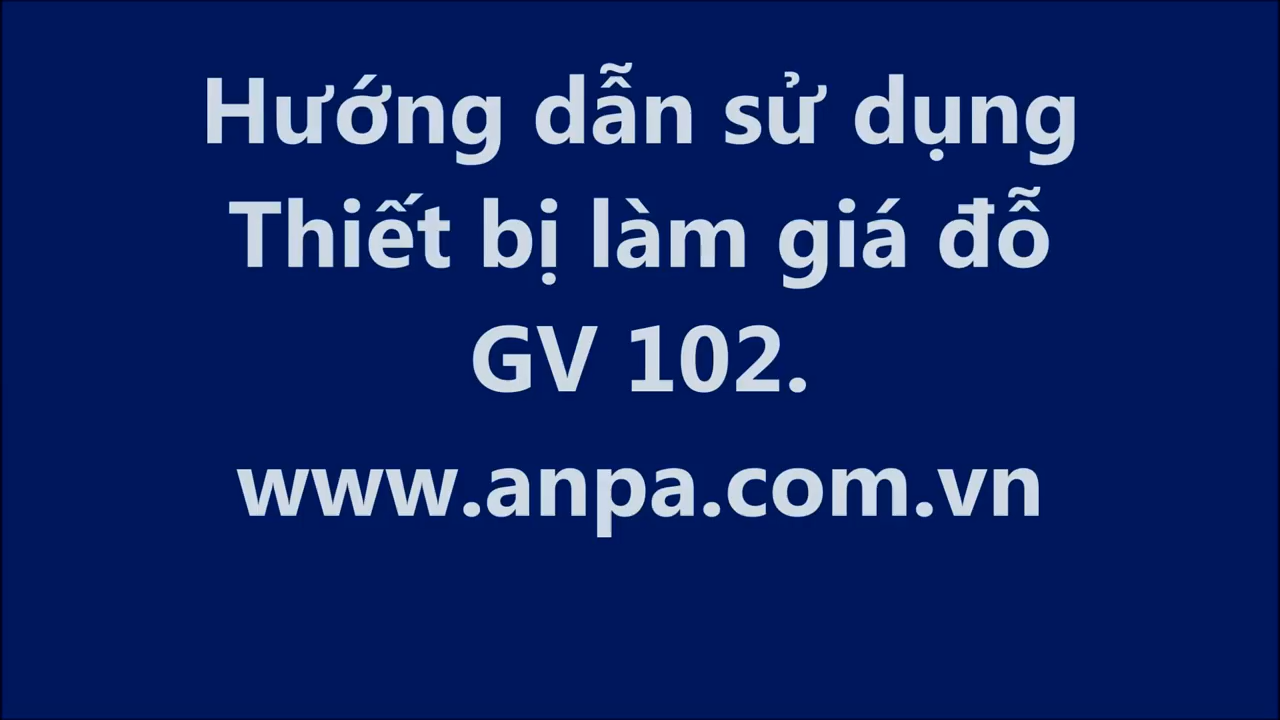 Hướng dẫn sử dụng
Thiết bị làm giá đỗ
GV 102.
www.anpa.com.vn